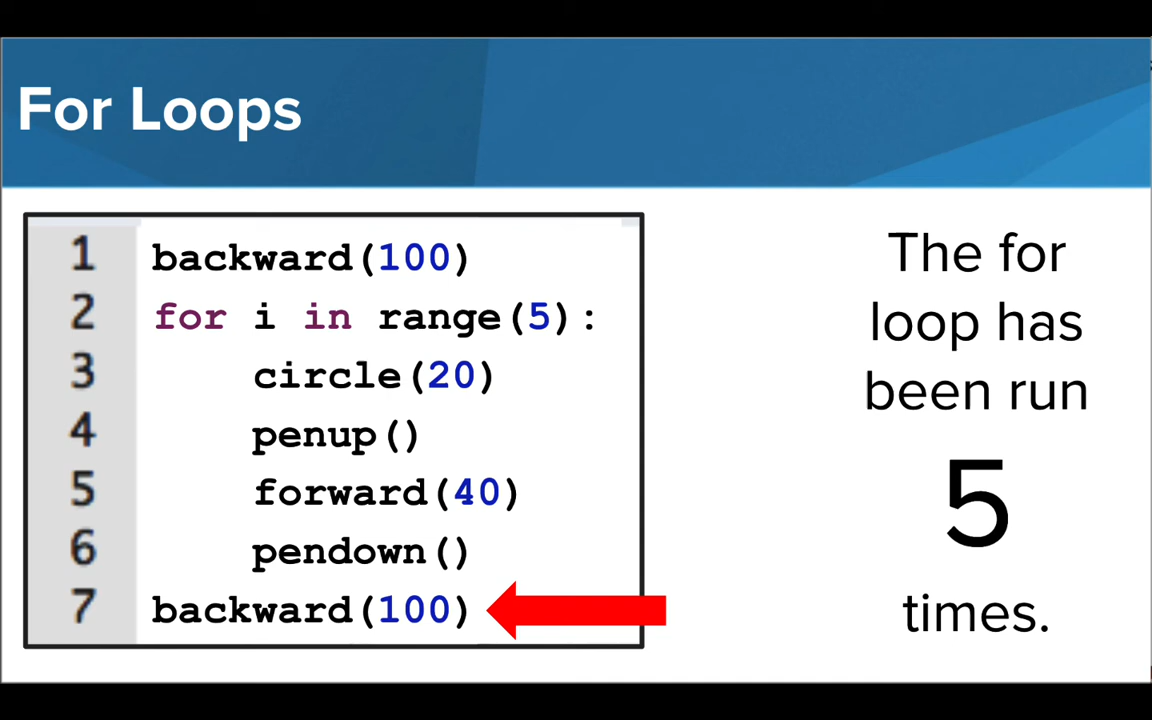 For Loops
1 backward(100)
2 for i in range(5):
3 circle(20)
4 penup()
5 forward(40)
6 pendown()
7 backward(100)
The for
loop has
been run
5
times.